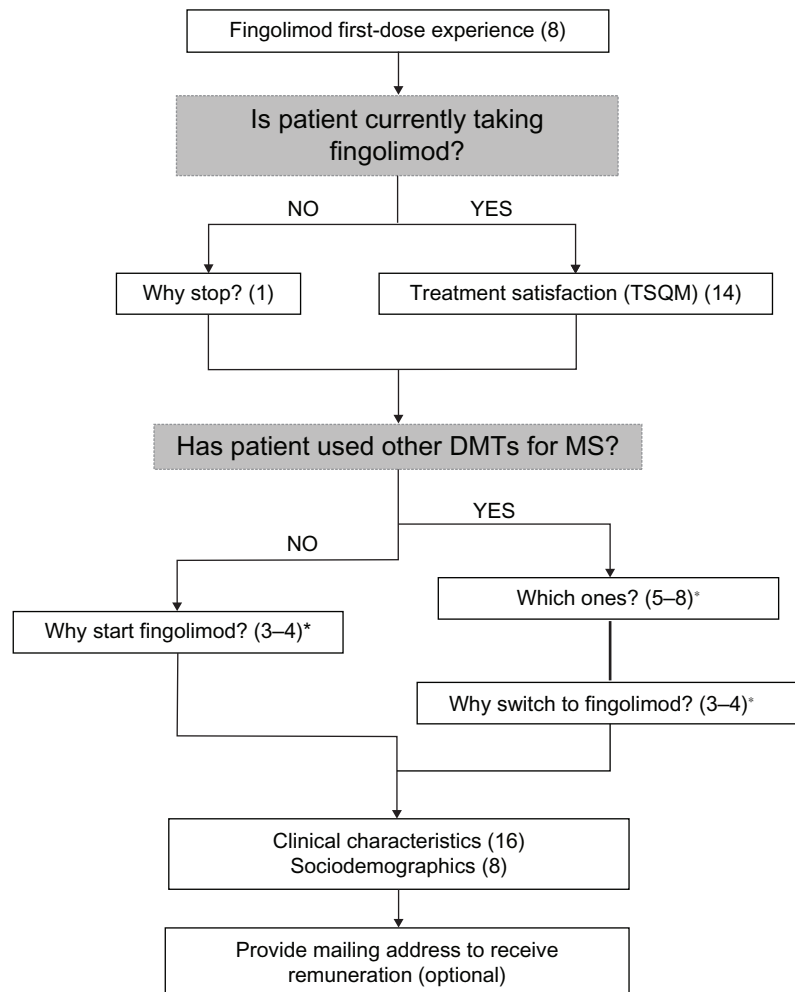 Fingolimod first-dose experience (8)
Is patient currently taking
fingolimod?
NO
YES
Why stop? (1)
Treatment satisfaction (TSQM) (14)
Has patient used other DMTs for MS?
YES
NO
Which ones? (5–8)*
Why start fingolimod? (3–4)*
Why switch to fingolimod? (3–4)*
Clinical characteristics (16)
Sociodemographics (8)
Provide mailing address to receive
remuneration (optional)